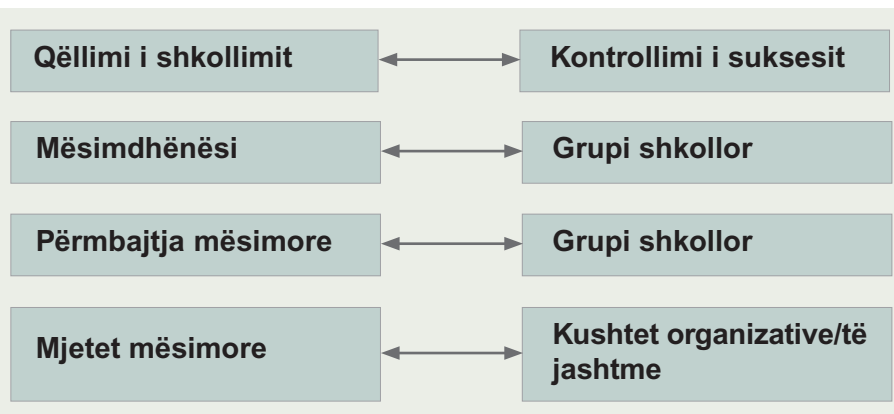 Qëllimi i shkollimit
Kontrollimi i suksesit
Mësimdhënësi
Grupi shkollor
Përmbajtja mësimore
Grupi shkollor
Mjetet mësimore
Kushtet organizative/të
jashtme